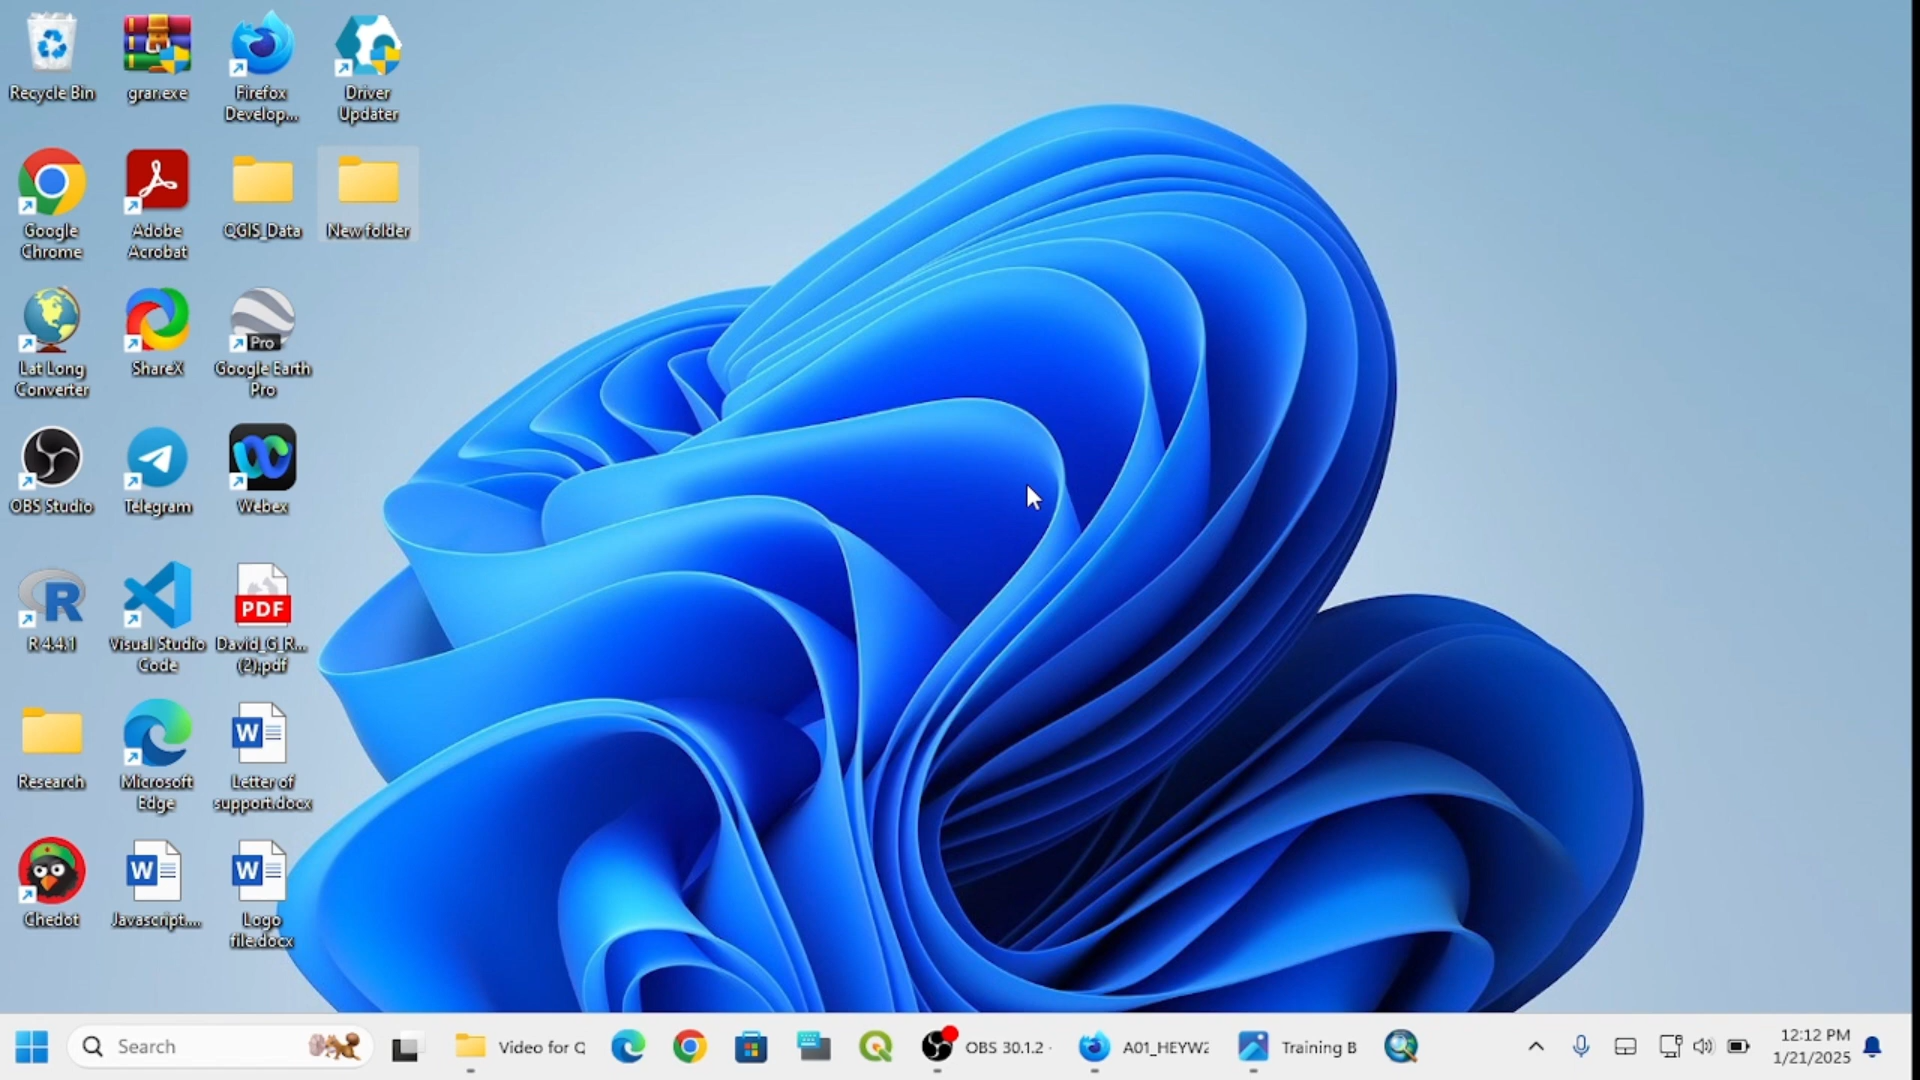 Recycle Bin
grar.exe
Firefox
Develop...
Driver
Updater
Google
Chrome
Adobe
Acrobat
QGIS_Data
New folder
Lat Long
Converter
ShareX
Pro
Google Earth
Pro
OBS Studio
Telegram
Webex
R 4.4.1
Visual Studio
Code
PDF
David_G_R...
(2).pdf
Research
Microsoft
Edge
W
Letter of
support.docx
Chedot
W
Javascript....
W
Logo
file.docx
Search
Video for Q
OBS 30.1.2 -
A01_HEYW2
Training B
12:12 PM
1/21/2025